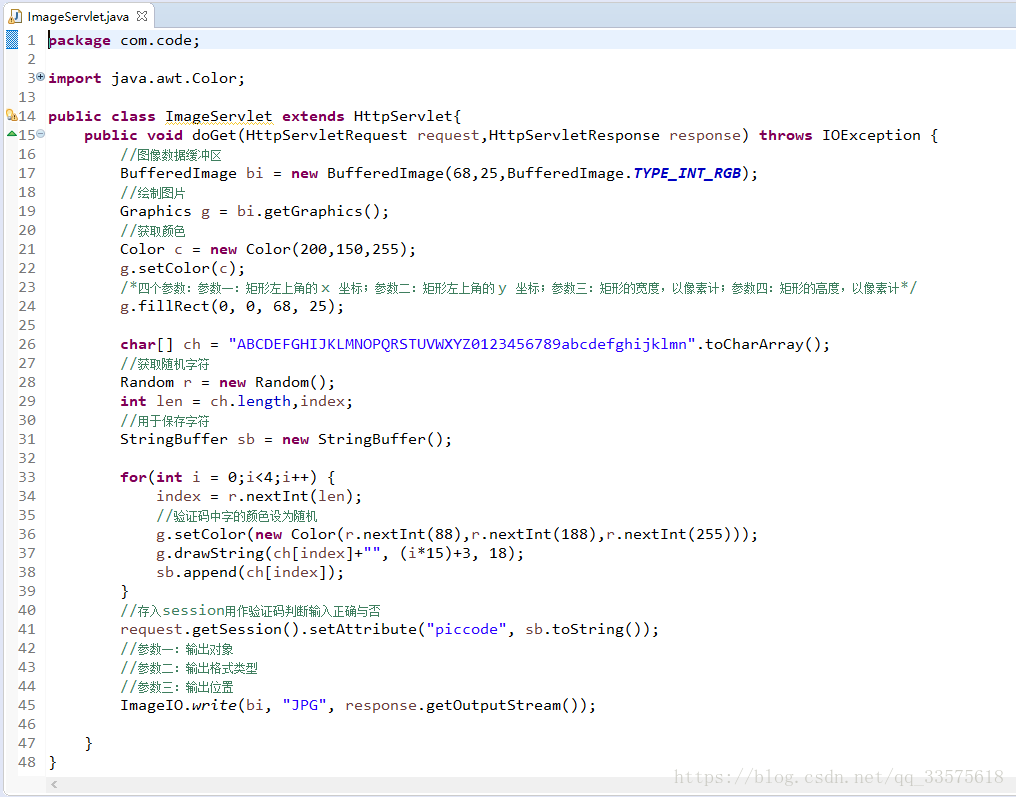 ImageServlet.java
1 package com.code;
2
3 import java.awt.Color;
13
14 public class ImageServlet extends HttpServlet{
15     public void doGet(HttpServletRequest request,HttpServletResponse response) throws IOException {
16         //图像数据缓冲区
17         BufferedImage bi = new BufferedImage(68,25,BufferedImage.TYPE_INT_RGB);
18         //绘制图片
19         Graphics g = bi.getGraphics();
20         //获取颜色
21         Color c = new Color(200,150,255);
22         g.setColor(c);
23         /*四个参数：参数一：矩形左上角的 x 坐标；参数二：矩形左上角的 y 坐标；参数三：矩形的宽度，以像素计；参数四：矩形的高度，以像素计*/
24         g.fillRect(0, 0, 68, 25);
25
26         char[] ch = "ABCDEFGHIJKLMNOPQRSTUVWXYZ0123456789abcdefghijklmn".toCharArray();
27         //获取随机字符
28         Random r = new Random();
29         int len = ch.length,index;
30         //用于保存字符
31         StringBuffer sb = new StringBuffer();
32
33         for(int i = 0;i<4;i++) {
34             index = r.nextInt(len);
35             //验证码中字的颜色设为随机
36             g.setColor(new Color(r.nextInt(88),r.nextInt(188),r.nextInt(255)));
37             g.drawString(ch[index]+"", (i*15)+3, 18);
38             sb.append(ch[index]);
39         }
40         //存入session用作验证码判断输入正确与否
41         request.getSession().setAttribute("piccode", sb.toString());
42         //参数一：输出对象
43         //参数二：输出格式类型
44         //参数三：输出位置
45         ImageIO.write(bi, "JPG", response.getOutputStream());
46
47     }
48 }
https://blog.csdn.net/qq_33575618